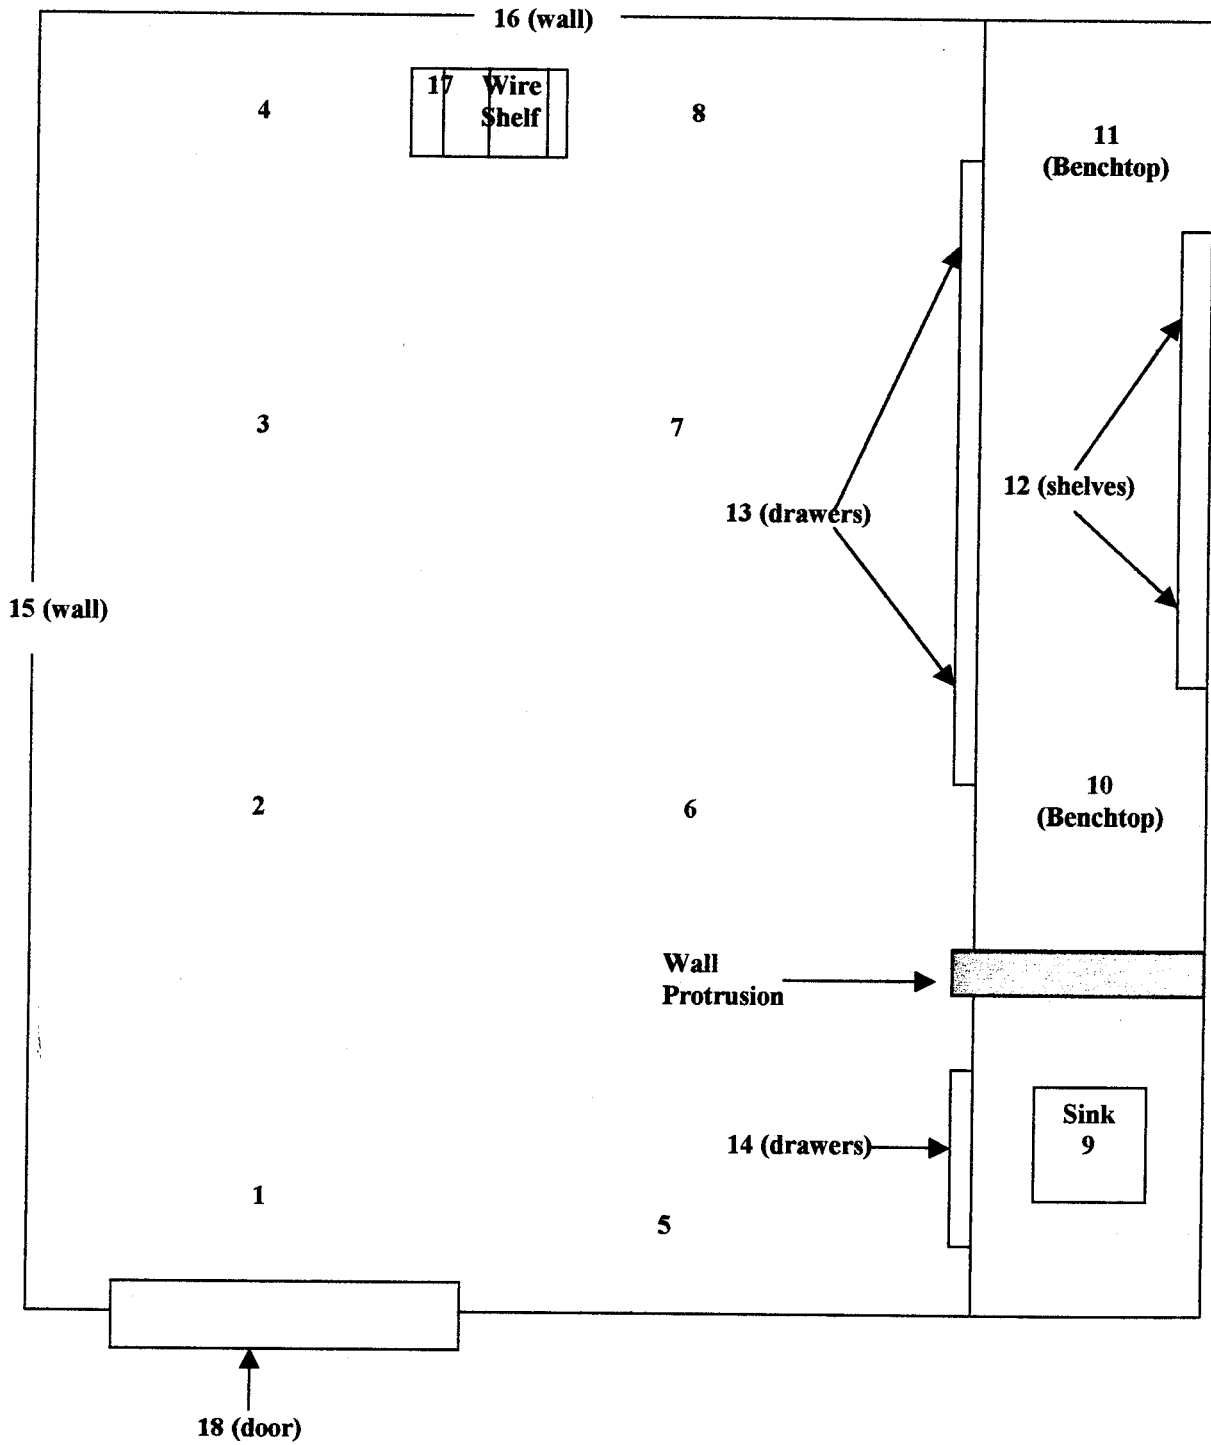 16 (wall)
4
17 Wire
Shelf
8
11
(Benchtop)
3
7
12 (shelves)
13 (drawers)
15 (wall)
2
6
10
(Benchtop)
Wall
Protrusion
Sink
9
14 (drawers)
1
5
18 (door)